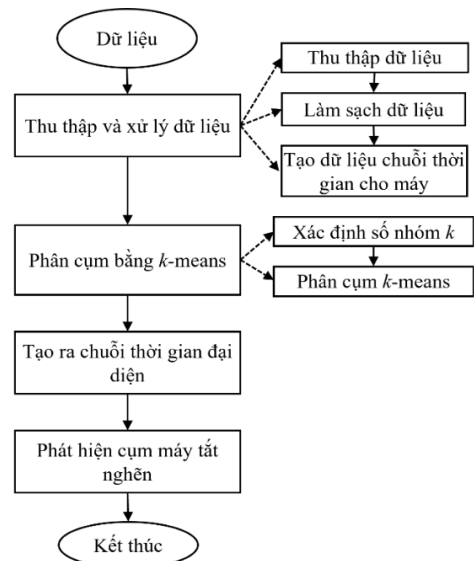 Dữ liệu
Thu thập và xử lý dữ liệu
Thu thập dữ liệu
Làm sạch dữ liệu
Tạo dữ liệu chuỗi thời
gian cho máy
Phân cụm bằng k-means
Xác định số nhóm k
Phân cụm k-means
Tạo ra chuỗi thời gian đại
diện
Phát hiện cụm máy tắt
nghẽn
Kết thúc